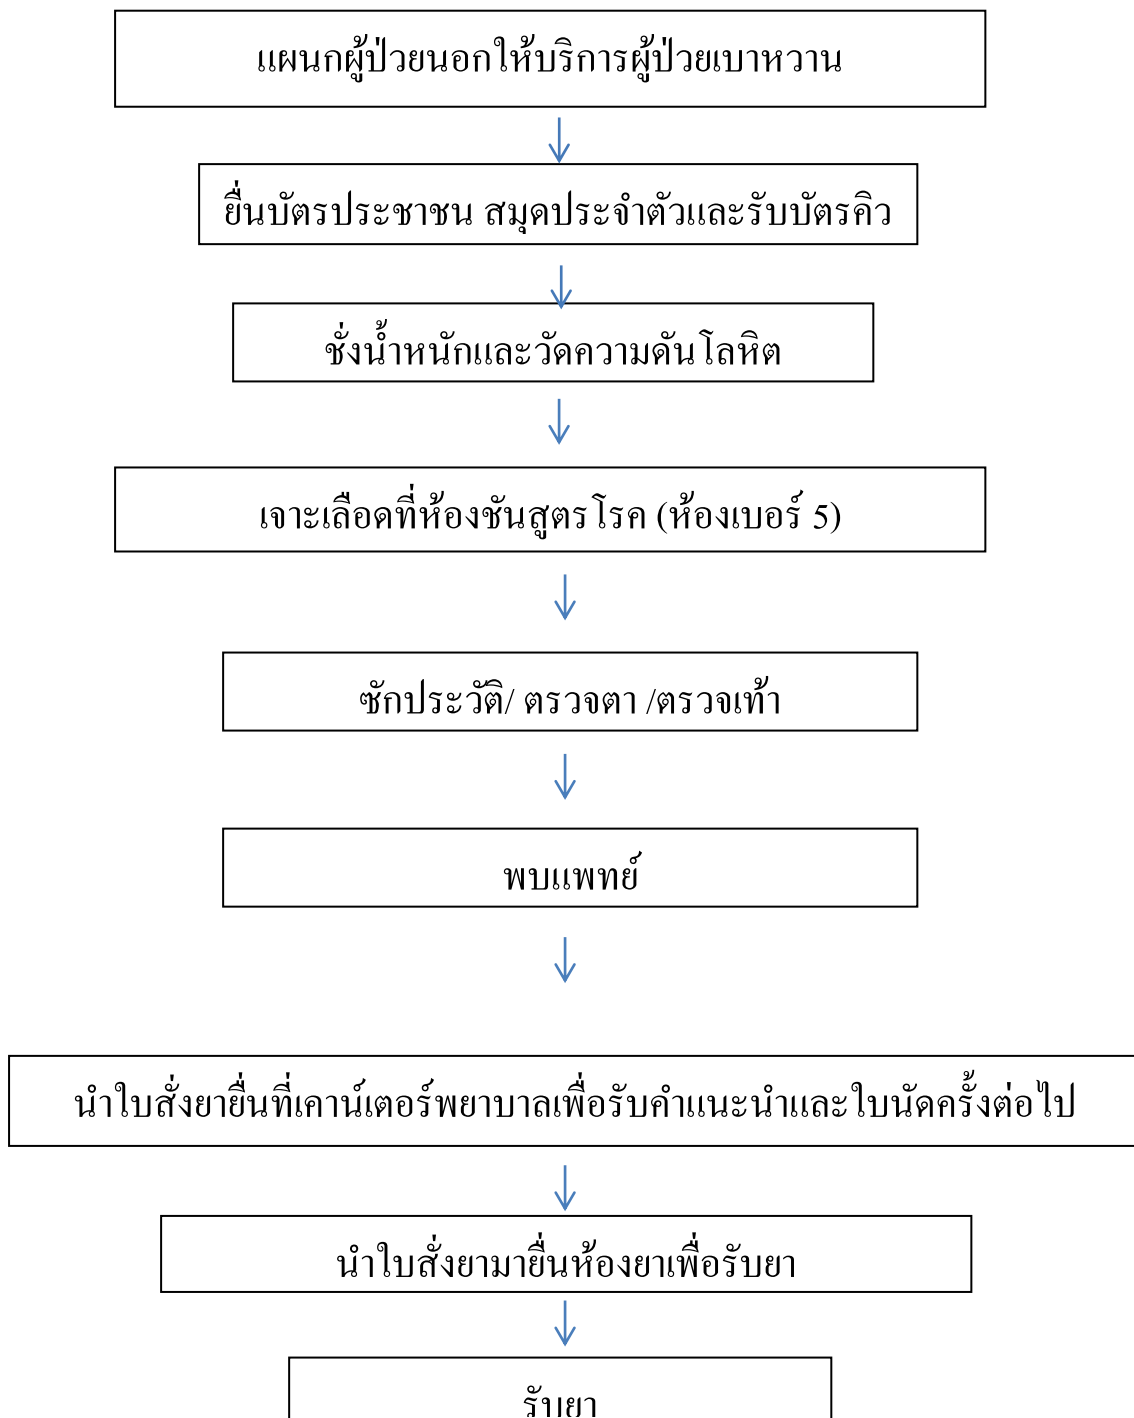 แผนกผู้ป่วยนอกให้บริการผู้ป่วยเบาหวาน
ยื่นบัตรประชาชน สมุดประจำตัวและรับบัตรคิว
ชั่งน้ำหนักและวัดความดันโลหิต
เจาะเลือดที่ห้องชันสูตรโรค (ห้องเบอร์ 5)
ซักประวัติ/ ตรวจตา /ตรวจเท้า
พบแพทย์
นำใบสั่งยายื่นที่เคาน์เตอร์พยาบาลเพื่อรับคำแนะนำและใบนัดครั้งต่อไป
นำใบสั่งยามายื่นห้องยาเพื่อรับยา
รับยา